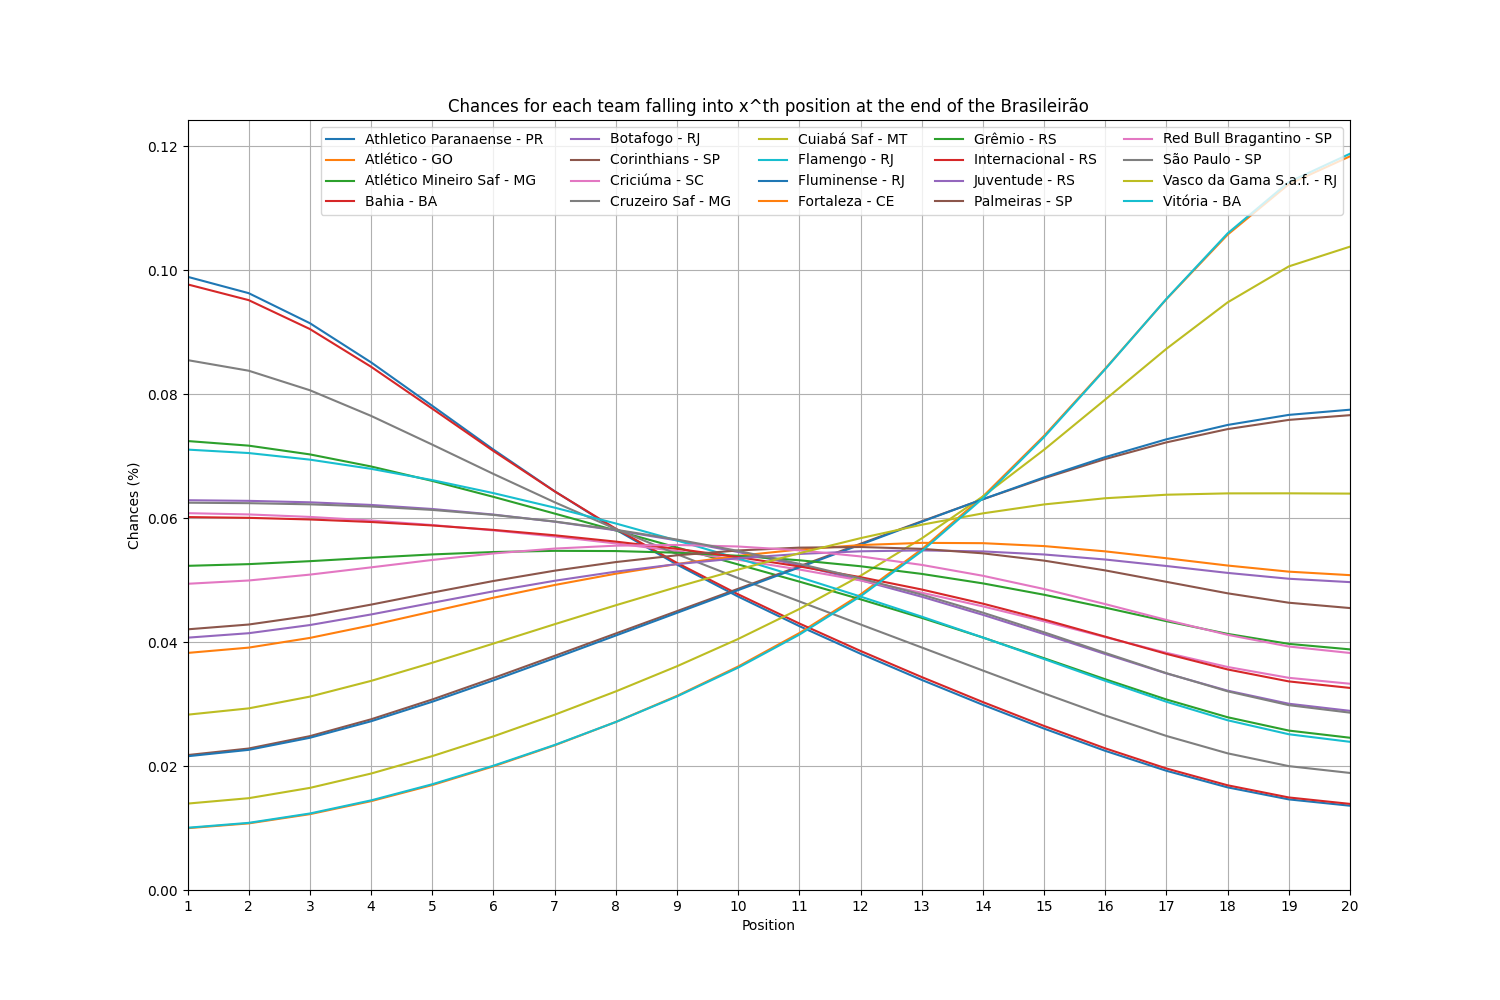 Chances for each team falling into x^th position at the end of the Brasileirão
Athletico Paranaense - PR
Atlético - GO
Atlético Mineiro Saf - MG
Bahia - BA
Botafogo - RJ
Corinthians - SP
Criciúma - SC
Cruzeiro Saf - MG
Cuiabá Saf - MT
Flamengo - RJ
Fluminense - RJ
Fortaleza - CE
Grêmio - RS
Internacional - RS
Juventude - RS
Palmeiras - SP
Red Bull Bragantino - SP
São Paulo - SP
Vasco da Gama S.a.f. - RJ
Vitória - BA
Chances (%)
0.12
0.10
0.08
0.06
0.04
0.02
0.00
1 2 3 4 5 6 7 8 9 10 11 12 13 14 15 16 17 18 19 20
Position